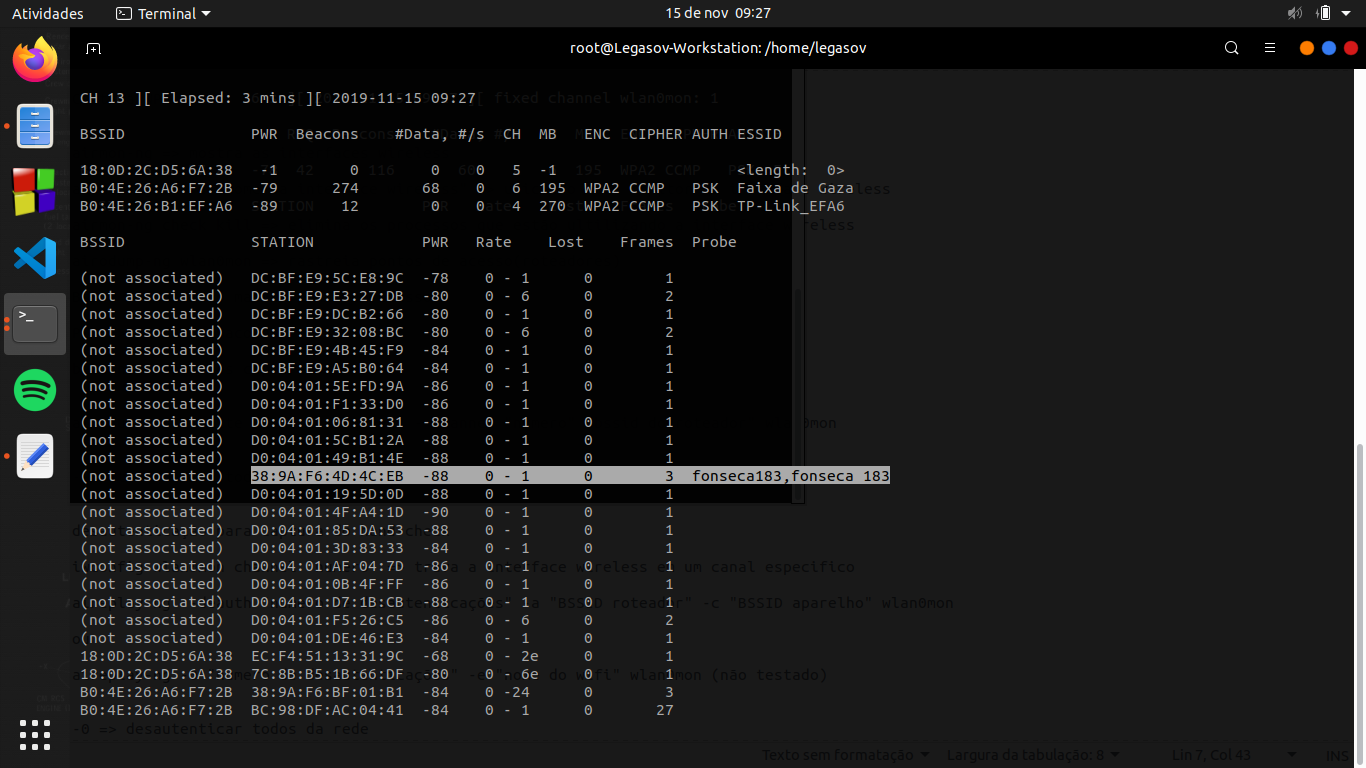 Atividades Terminal 15 de nov 09:27
root@Legasov-Workstation: /home/legasov
CH 13 ][ Elapsed: 3 mins ][ 2019-11-15 09:27 fixed channel wlan0mon: 1
BSSID PWR Beacons #Data, #/s CH MB ENC CIPHER AUTH ESSID
18:0D:2C:D5:6A:38 -1 0 0 0 5 -1 <length: 0>
B0:4E:26:A6:F7:2B -79 274 68 0 6 195 WPA2 CCMP PSK Faixa de Gaza
B0:4E:26:B1:EF:A6 -89 12 0 0 4 270 WPA2 CCMP PSK TP-Link_EFA6
BSSID STATION PWR Rate Lost Frames Probe
(not associated) DC:BF:E9:5C:E8:9C -78 0 - 1 0 1
(not associated) DC:BF:E9:E3:27:DB -80 0 - 6 0 2
(not associated) DC:BF:E9:DC:B2:66 -80 0 - 1 0 1
(not associated) DC:BF:E9:32:08:BC -80 0 - 6 0 2
(not associated) DC:BF:E9:4B:45:F9 -84 0 - 1 0 1
(not associated) DC:BF:E9:A5:B0:64 -84 0 - 1 0 1
(not associated) D0:04:01:5E:FD:9A -86 0 - 1 0 1
(not associated) D0:04:01:F1:33:D0 -86 0 - 1 0 1
(not associated) D0:04:01:06:81:31 -88 0 - 1 0 1
(not associated) D0:04:01:5C:B1:2A -88 0 - 1 0 1
(not associated) D0:04:01:49:B1:4E -88 0 - 1 0 1
(not associated) 38:9A:F6:4D:4C:EB -88 0 - 1 0 3 fonseca183,fonseca 183
(not associated) D0:04:01:19:5D:0D -88 0 - 1 0 1
(not associated) D0:04:01:4F:A4:1D -90 0 - 1 0 1
(not associated) D0:04:01:85:DA:53 -88 0 - 1 0 1
(not associated) D0:04:01:3D:83:33 -84 0 - 1 0 1
(not associated) D0:04:01:AF:04:7D -86 0 - 1 0 1
(not associated) D0:04:01:0B:4F:FF -86 0 - 1 0 1
(not associated) D0:04:01:D7:1B:CB -88 0 - 1 0 1
(not associated) D0:04:01:F5:26:C5 -86 0 - 6 0 2
(not associated) D0:04:01:DE:46:E3 -84 0 - 1 0 1
18:0D:2C:D5:6A:38 EC:F4:51:13:31:9C -68 0 - 2e 0 1
18:0D:2C:D5:6A:38 7C:8B:B5:1B:66:DF -80 0 - 6e 0 1
B0:4E:26:A6:F7:2B 38:9A:F6:BF:01:B1 -84 0 -24 0 3
B0:4E:26:A6:F7:2B BC:98:DF:AC:04:41 -84 0 - 1 0 27
-0 => desautenticar todos da rede
Texto sem formatação Largura da tabulação: 8 Lin 7, Col 43 INS